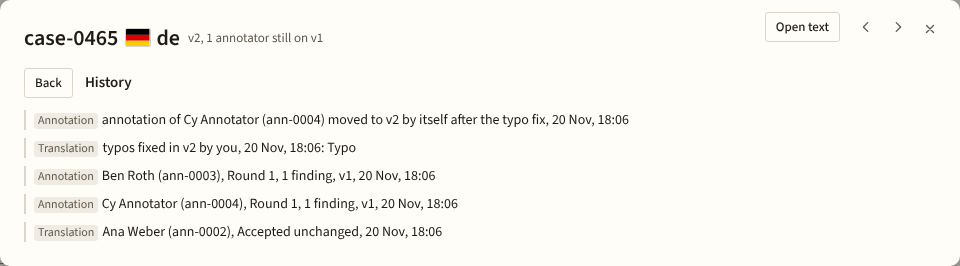 case-0465 de v2, 1 annotator still on v1
Open text
Back History
Annotation annotation of Cy Annotator (ann-0004) moved to v2 by itself after the typo fix, 20 Nov, 18:06
Translation typos fixed in v2 by you, 20 Nov, 18:06: Typo
Annotation Ben Roth (ann-0003), Round 1, 1 finding, v1, 20 Nov, 18:06
Annotation Cy Annotator (ann-0004), Round 1, 1 finding, v1, 20 Nov, 18:06
Translation Ana Weber (ann-0002), Accepted unchanged, 20 Nov, 18:06